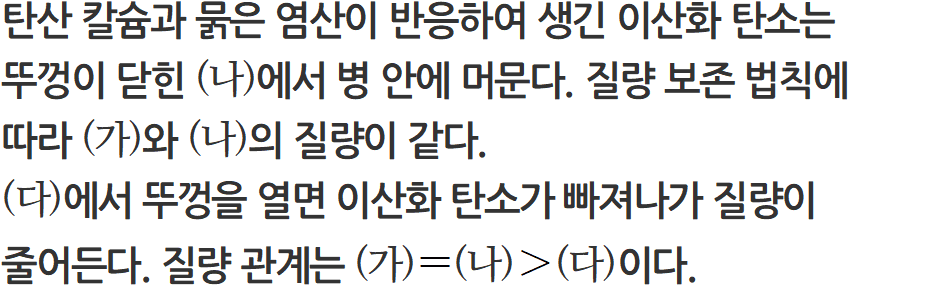 탄산 칼슘과 묽은 염산이 반응하여 생긴 이산화 탄소는
뚜껑이 닫힌 (나)에서 병 안에 머문다. 질량 보존 법칙에
따라 (가)와 (나)의 질량이 같다.
(다)에서 뚜껑을 열면 이산화 탄소가 빠져나가 질량이
줄어든다. 질량 관계는 (가)=(나)>(다)이다.